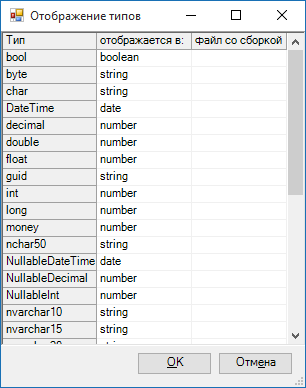 Отображение типов
Тип отображается в: файл со сборкой
bool boolean
byte string
char string
DateTime date
decimal number
double number
float number
guid string
int number
long number
money number
nchar50 string
NullableDateTime date
NullableDecimal number
NullableInt number
nvarchar10 string
nvarchar15 string
OK Отмена